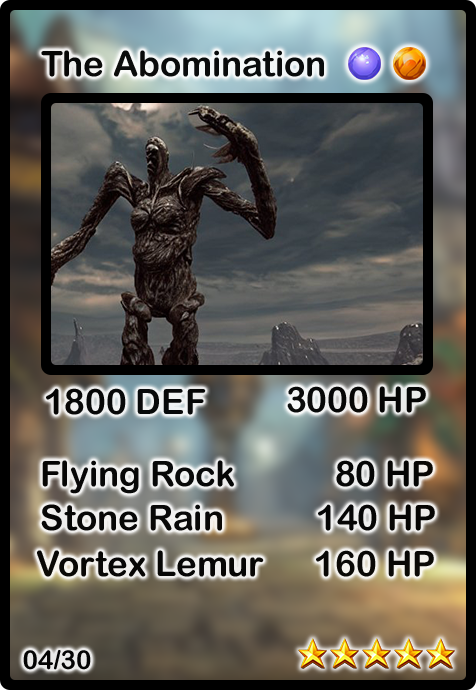 The Abomination
1800 DEF 3000 HP
Flying Rock 80 HP
Stone Rain 140 HP
Vortex Lemur 160 HP
04/30